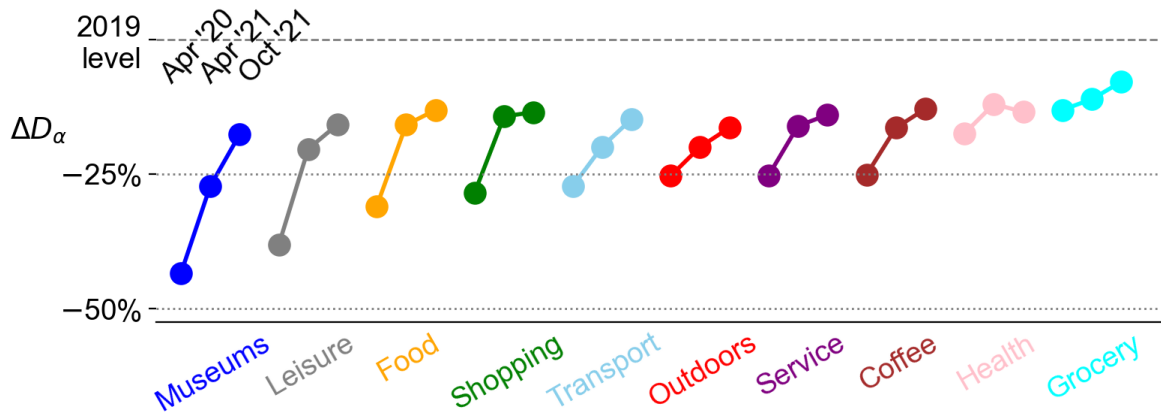 2019
level
Apr '20
Apr '21
Oct '21
ΔDα
−25%
−50%
Museums
Leisure
Food
Shopping
Transport
Outdoors
Service
Coffee
Health
Grocery